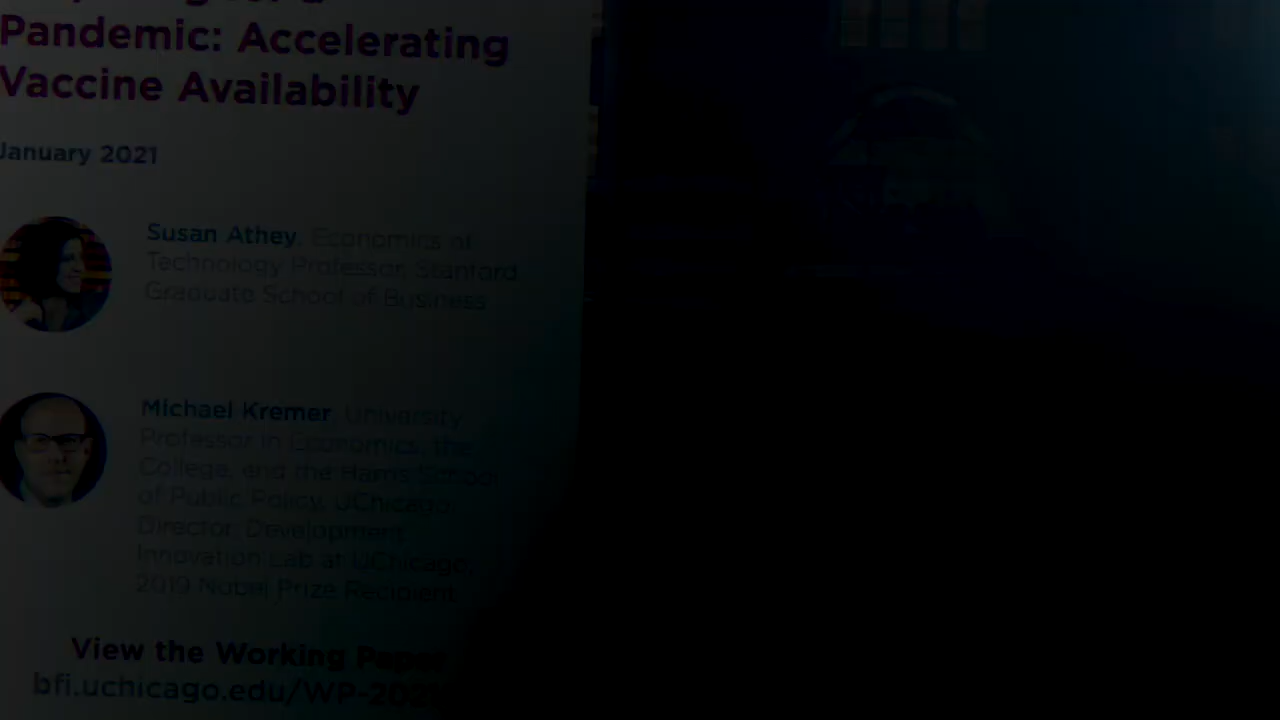 Pandemic: Accelerating
Vaccine Availability
January 2021
Susan Athey, Economics of
Technology Professor, Stanford
Graduate School of Business
Michael Kremer, University
Professor in Economics, the
College, and the Harris School
of Public Policy, UChicago;
Director, Development
Innovation Lab at UChicago;
2019 Nobel Prize Recipient
View the Working Paper
bfi.uchicago.edu/WP-202